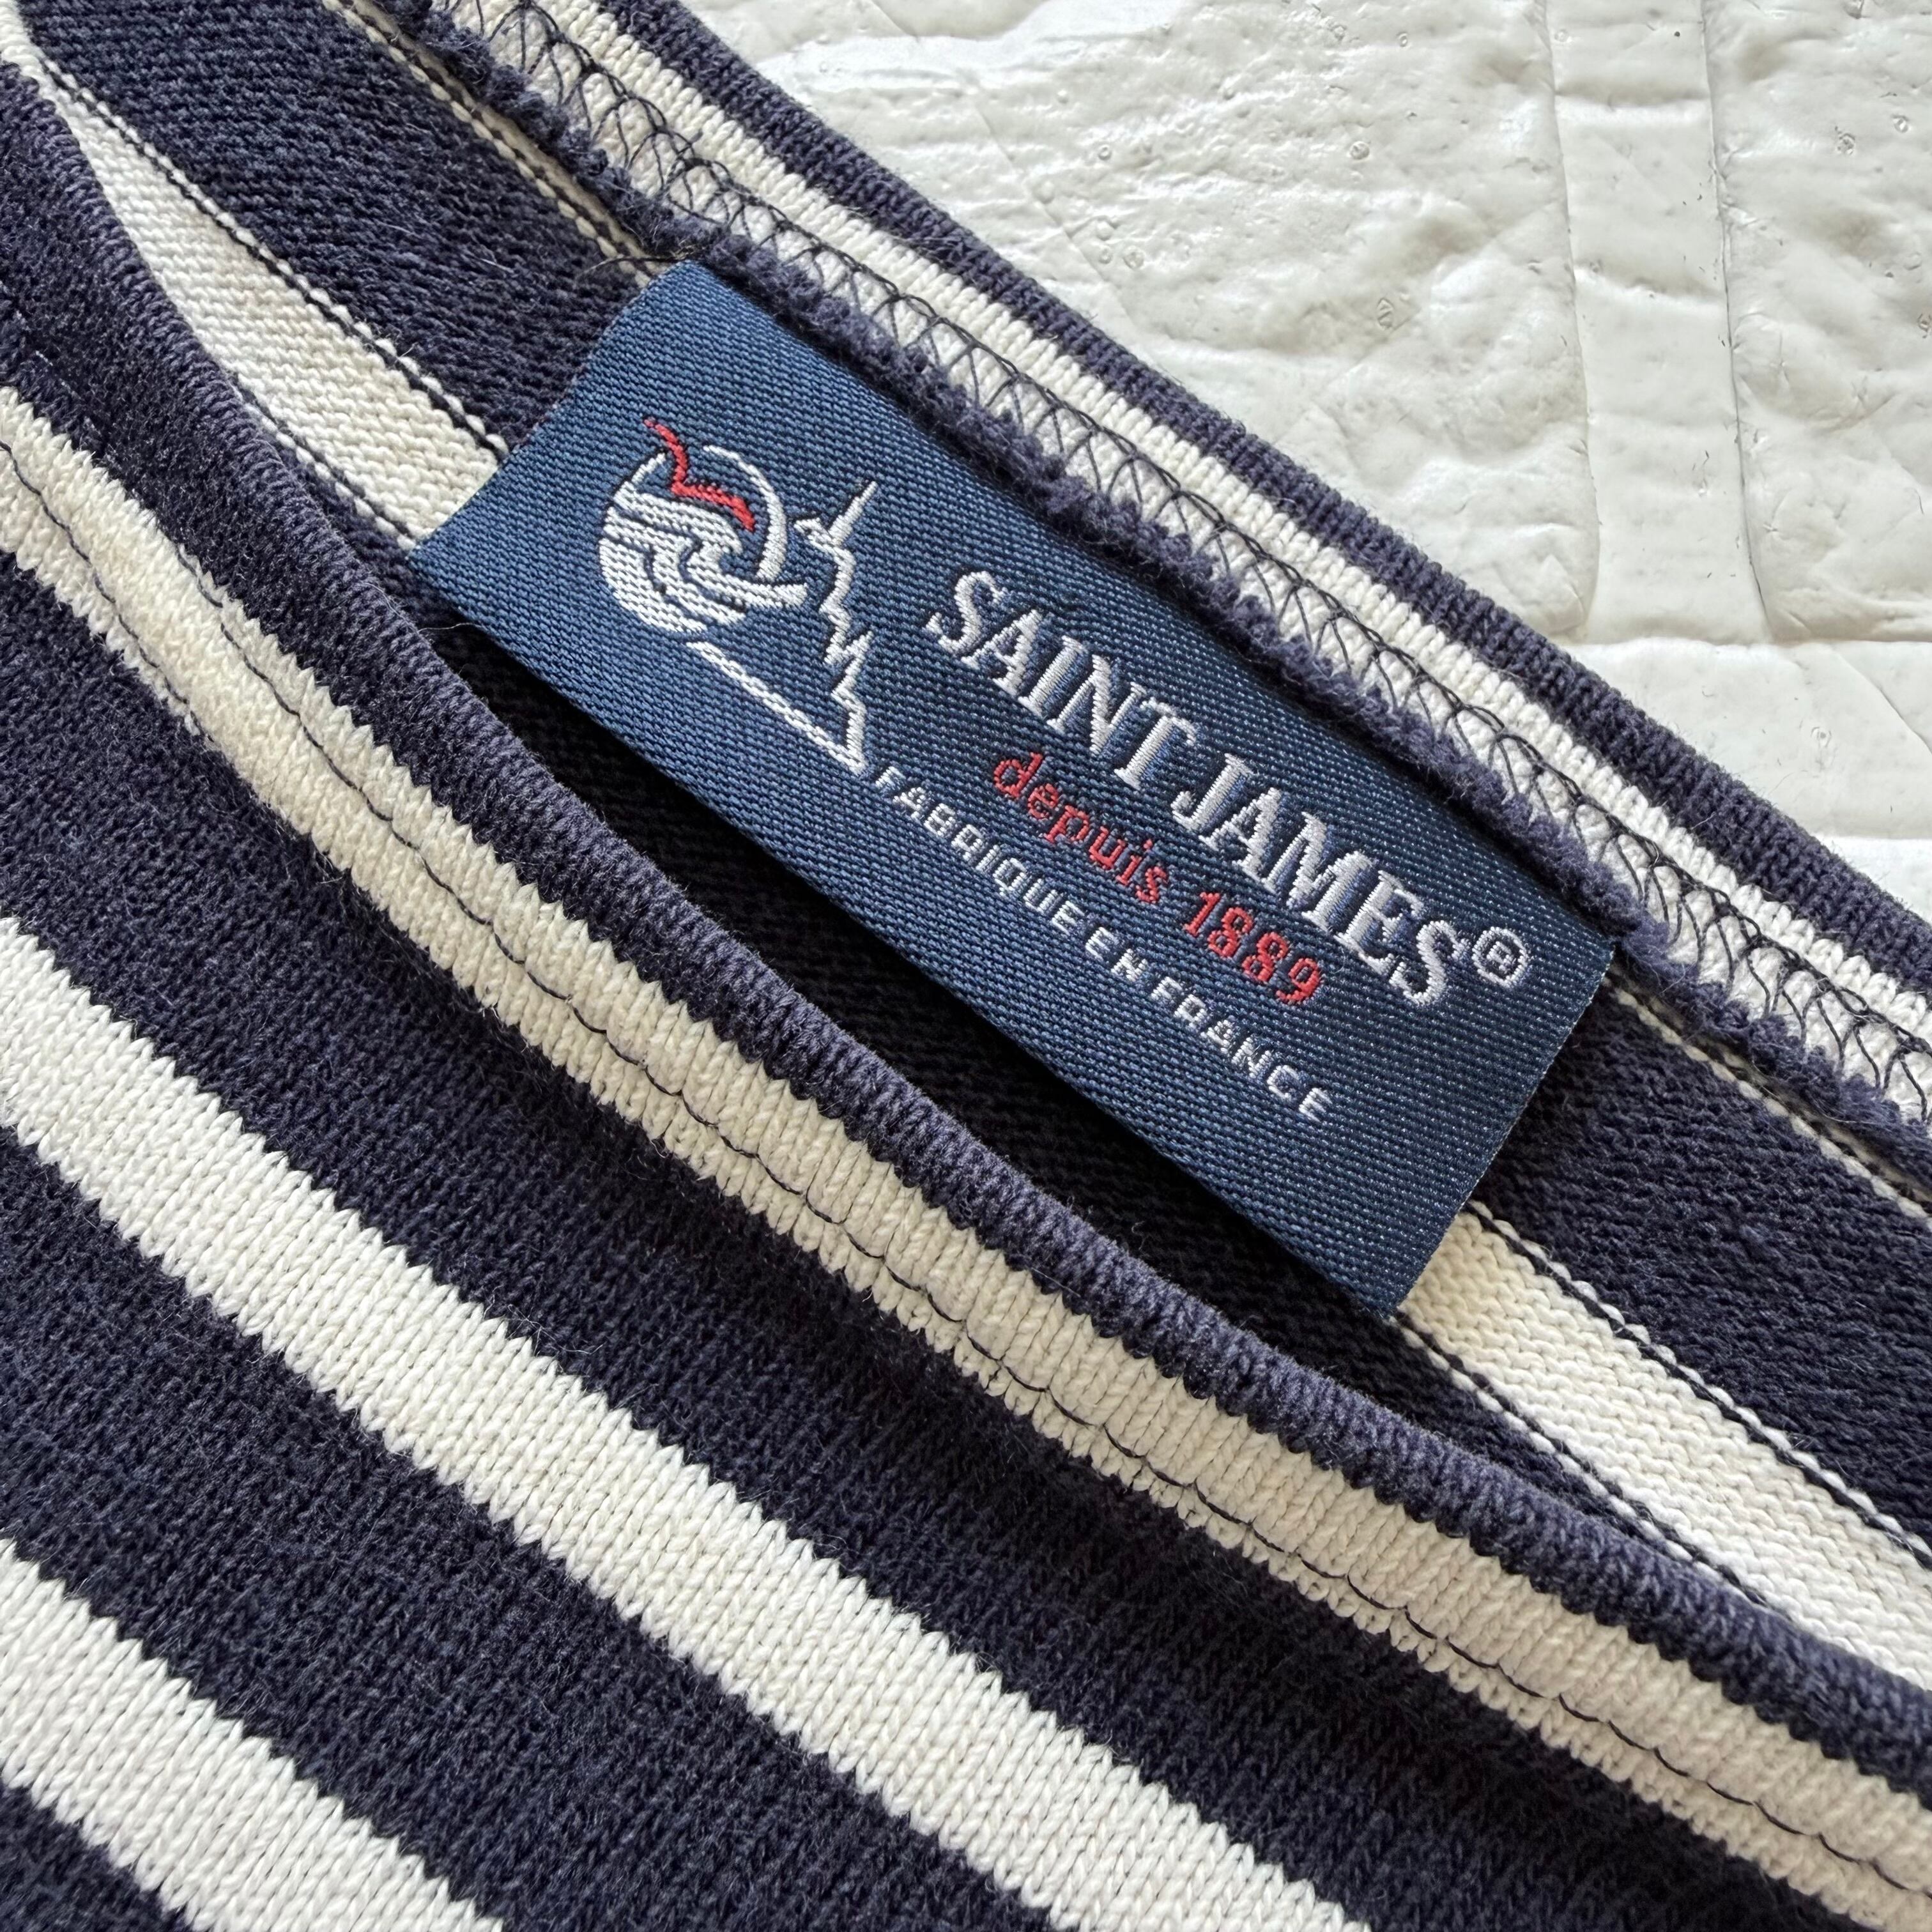 SAINT JAMES®
depuis 1889
FABRIQUE EN FRANCE